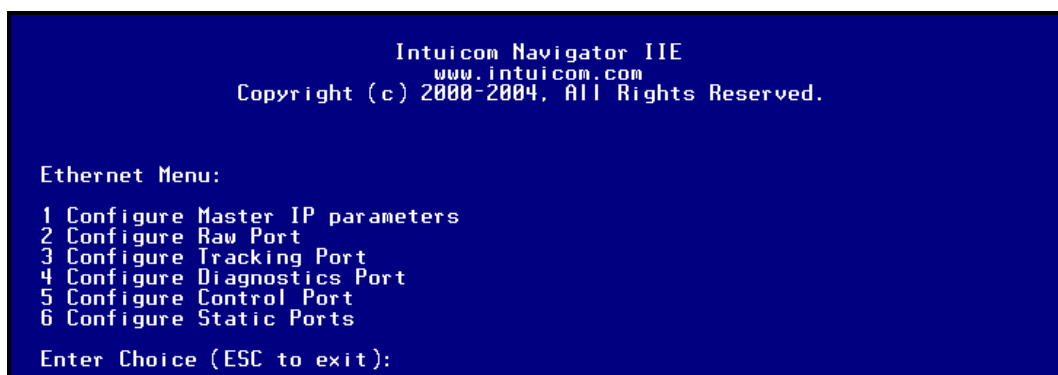 Intuicom Navigator IIE
www.intuicom.com
Copyright (c) 2000-2004, All Rights Reserved.
Ethernet Menu:
1 Configure Master IP parameters
2 Configure Raw Port
3 Configure Tracking Port
4 Configure Diagnostics Port
5 Configure Control Port
6 Configure Static Ports
Enter Choice (ESC to exit):